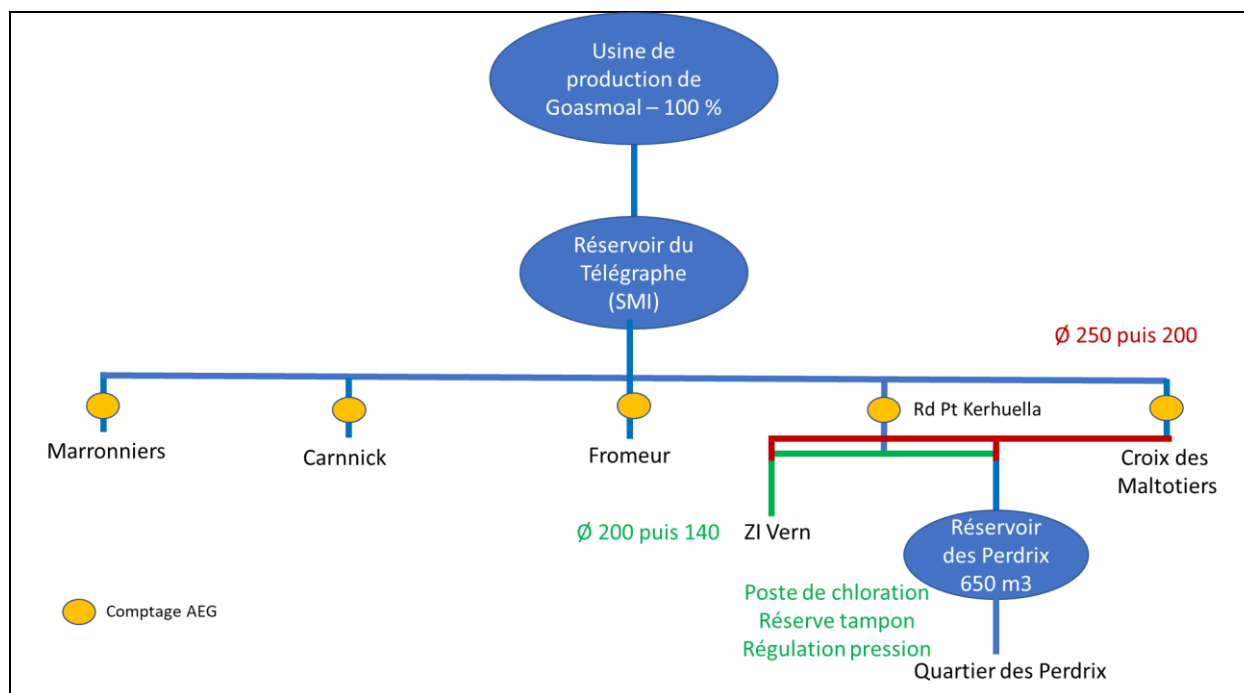 Usine de
production de
Goasmoal – 100 %
Réservoir du
Télégraphe
(SMI)
Ø 250 puis 200
Rd Pt Kerhuella
Marronniers
Carnnick
Fromeur
Croix des
Maltotiers
Ø 200 puis 140
ZI Vern
Réservoir
des Perdrix
650 m3
Poste de chloration
Réserve tampon
Régulation pression
Comptage AEG
Quartier des Perdrix